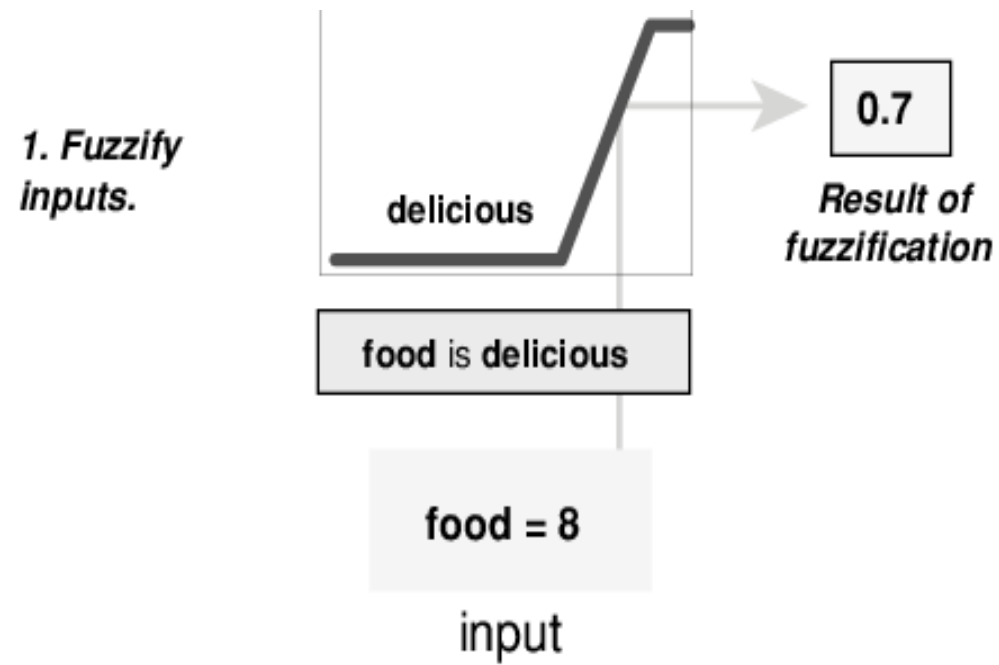 1. Fuzzify
inputs.
delicious
0.7
Result of
fuzzification
food is delicious
food = 8
input